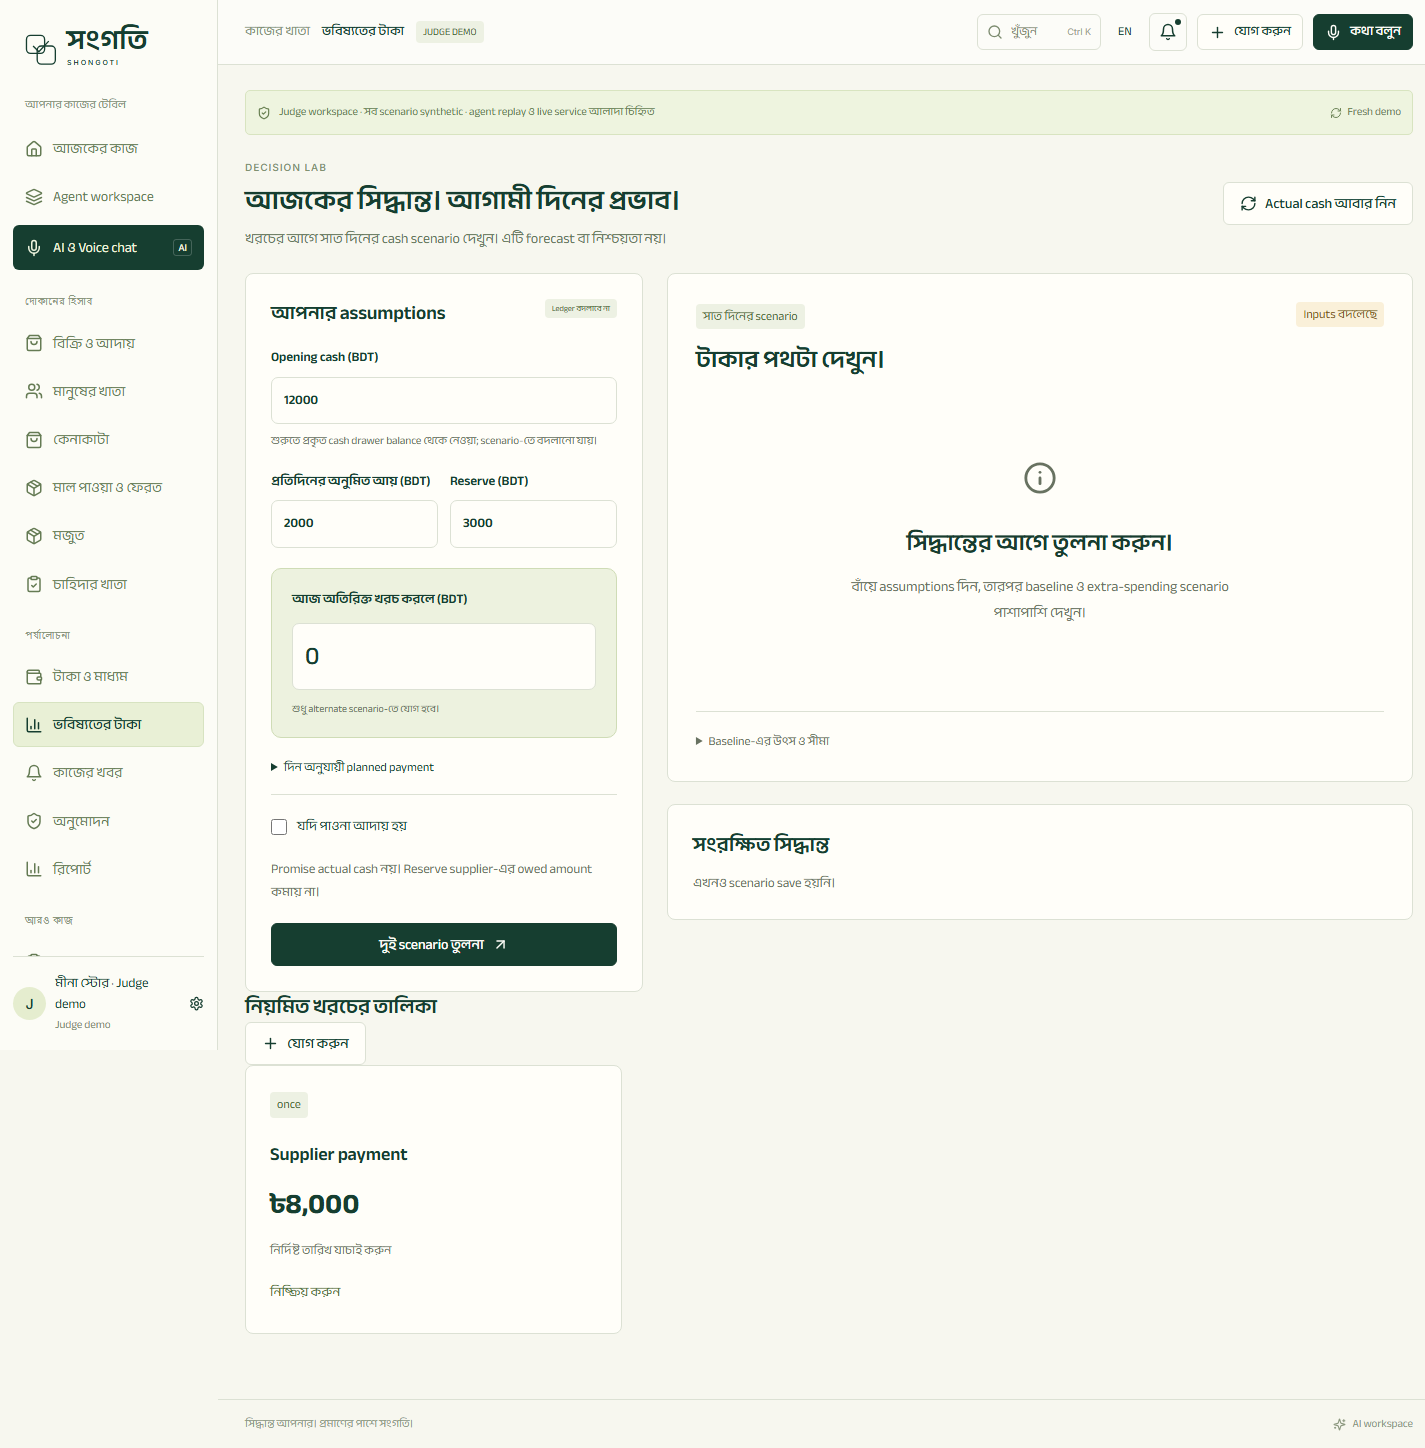 সংগতি
SHONGOTI
আপনার কাজের টেবিল
আজকের কাজ
Agent workspace
AI ও Voice chat
AI
দোকানের হিসাব
বিক্রি ও আদায়
মানুষের খাতা
কেনাকাটা
মাল পাওয়া ও ফেরত
মজুত
চাহিদার খাতা
পর্যালোচনা
টাকা ও মাধ্যম
ভবিষ্যতের টাকা
কাজের খবর
অনুমোদন
রিপোর্ট
আরও কাজ
J
মীনা স্টোর · Judge
demo
Judge demo
কাজের খাতা ভবিষ্যতের টাকা JUDGE DEMO
খুঁজুন Ctrl K
EN
যোগ করুন
কথা বলুন
Judge workspace · সব scenario synthetic · agent replay ও live service আলাদা চিহ্নিত
Fresh demo
DECISION LAB
আজকের সিদ্ধান্ত। আগামী দিনের প্রভাব।
খরচের আগে সাত দিনের cash scenario দেখুন। এটি forecast বা নিশ্চয়তা নয়।
Actual cash আবার নিন
আপনার assumptions
Ledger বদলাবে না
Opening cash (BDT)
12000
শুরুতে প্রকৃত cash drawer balance থেকে নেওয়া; scenario-তে বদলানো যায়।
প্রতিদিনের অনুমিত আয় (BDT) Reserve (BDT)
2000 3000
আজ অতিরিক্ত খরচ করলে (BDT)
0
শুধু alternate scenario-তে যোগ হবে।
দিন অনুযায়ী planned payment
যদি পাওনা আদায় হয়
Promise actual cash নয়। Reserve supplier-এর owed amount
কমায় না।
দুই scenario তুলনা
সাত দিনের scenario
Inputs বদলেছে
টাকার পথটা দেখুন।
সিদ্ধান্তের আগে তুলনা করুন।
বাঁয়ে assumptions দিন, তারপর baseline ও extra-spending scenario
পাশাপাশি দেখুন।
Baseline-এর উৎস ও সীমা
সংরক্ষিত সিদ্ধান্ত
এখনও scenario save হয়নি।
নিয়মিত খরচের তালিকা
যোগ করুন
once
Supplier payment
৳8,000
নির্দিষ্ট তারিখ যাচাই করুন
নিষ্ক্রিয় করুন
সিদ্ধান্ত আপনার। প্রমাণের পাশে সংগতি।
AI workspace